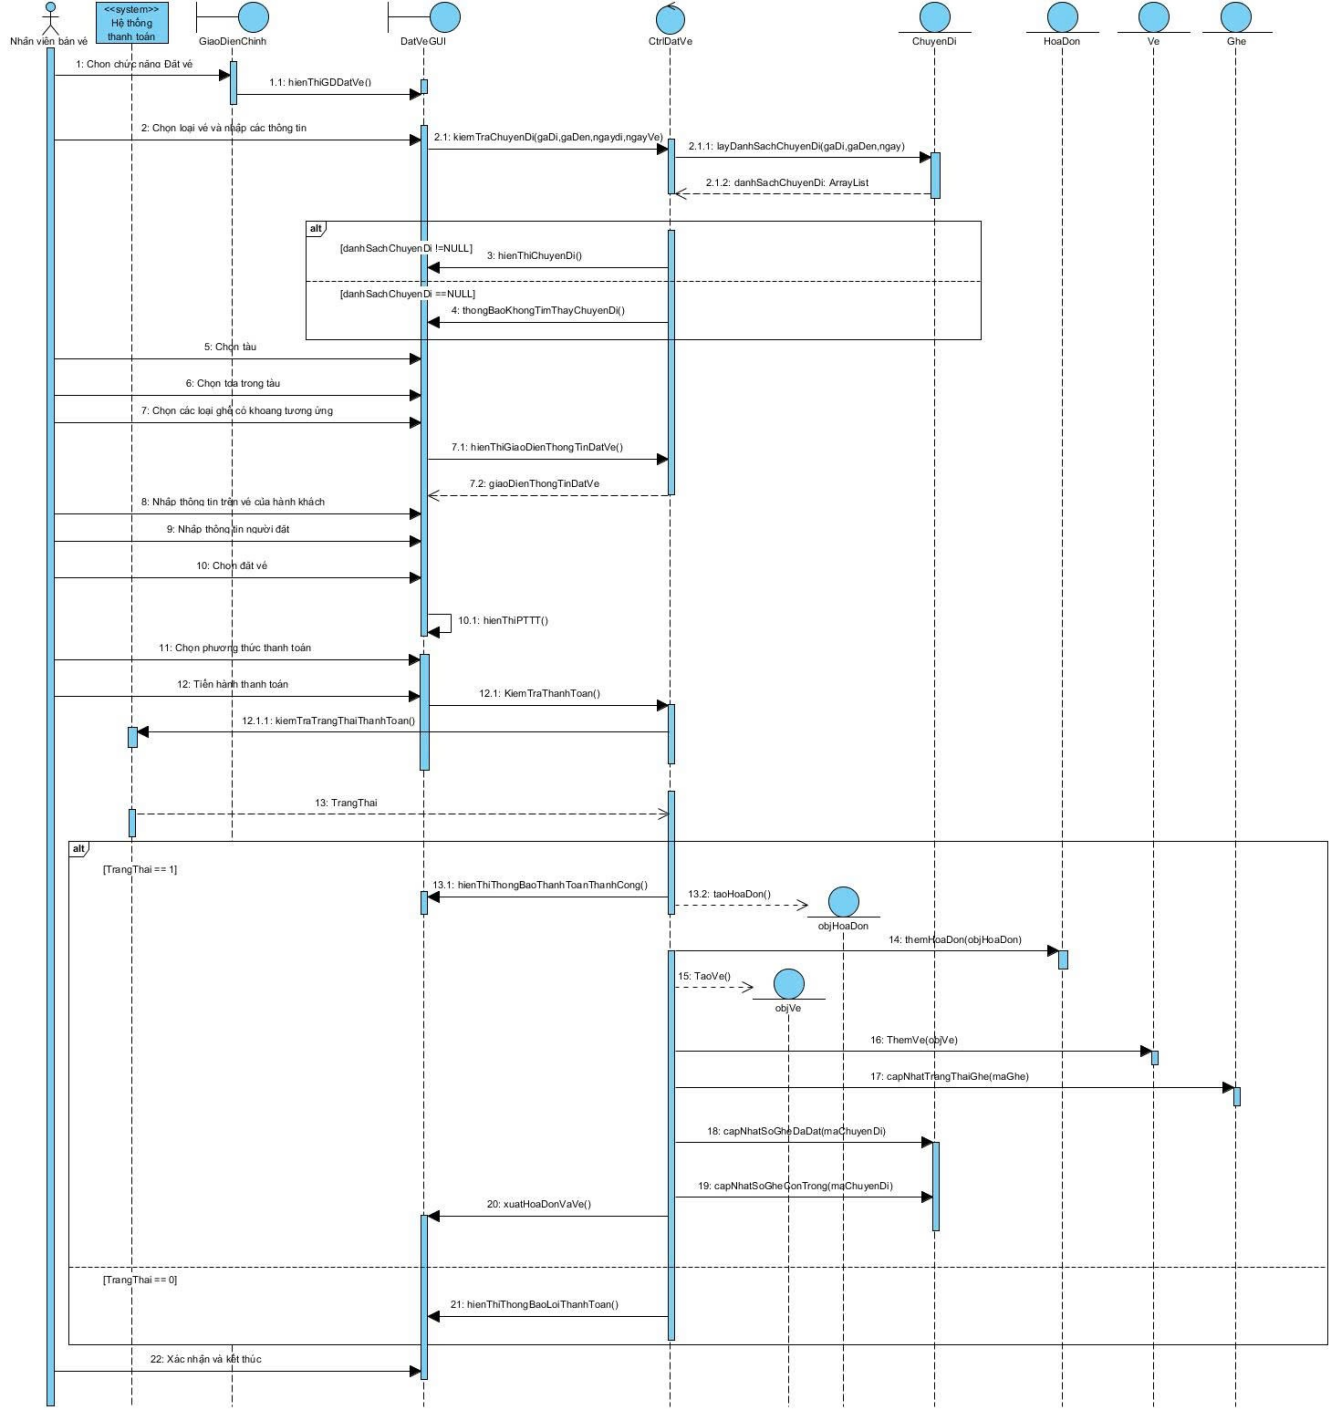 <<system>>
Hệ thống
thanh toán
Nhân viên bán vé
GiaoDienChinh
DatVeGUI
CtrlDatVe
ChuyenDi
HoaDon
Ve
Ghe
1: Chọn chức năng Đặt vé
1.1: hienThiGDDatVe()
2: Chọn loại vé và nhập các thông tin
2.1: kiemTraChuyenDi(gaDi,gaDen,ngaydi,ngayVe)
2.1.1: layDanhSachChuyenDi(gaDi,gaDen,ngay)
2.1.2: danhSachChuyenDi: ArrayList
alt
[danhSachChuyenDi !=NULL]
3: hienThiChuyenDi()
[danhSachChuyenDi ==NULL]
4: thongBaoKhongTimThayChuyenDi()
5: Chọn tàu
6: Chọn toa trong tàu
7: Chọn các loại ghế có khoang tương ứng
7.1: hienThiGiaoDienThongTinDatVe()
7.2: giaoDienThongTinDatVe
8: Nhập thông tin trên vé của hành khách
9: Nhập thông tin người đặt
10: Chọn đặt vé
10.1: hienThiPTTT()
11: Chọn phương thức thanh toán
12: Tiến hành thanh toán
12.1: KiemTraThanhToan()
12.1.1: kiemTraTrangThaiThanhToan()
13: TrangThai
alt
[TrangThai == 1]
13.1: hienThiThongBaoThanhToanThanhCong()
13.2: taoHoaDon()
objHoaDon
14: themHoaDon(objHoaDon)
15: TaoVe()
objVe
16: ThemVe(objVe)
17: capNhatTrangThaiGhe(maGhe)
18: capNhatSoGheDaDat(maChuyenDi)
19: capNhatSoGheConTrong(maChuyenDi)
20: xuatHoaDonVaVe()
[TrangThai == 0]
21: hienThiThongBaoLoiThanhToan()
22: Xác nhận và kết thúc